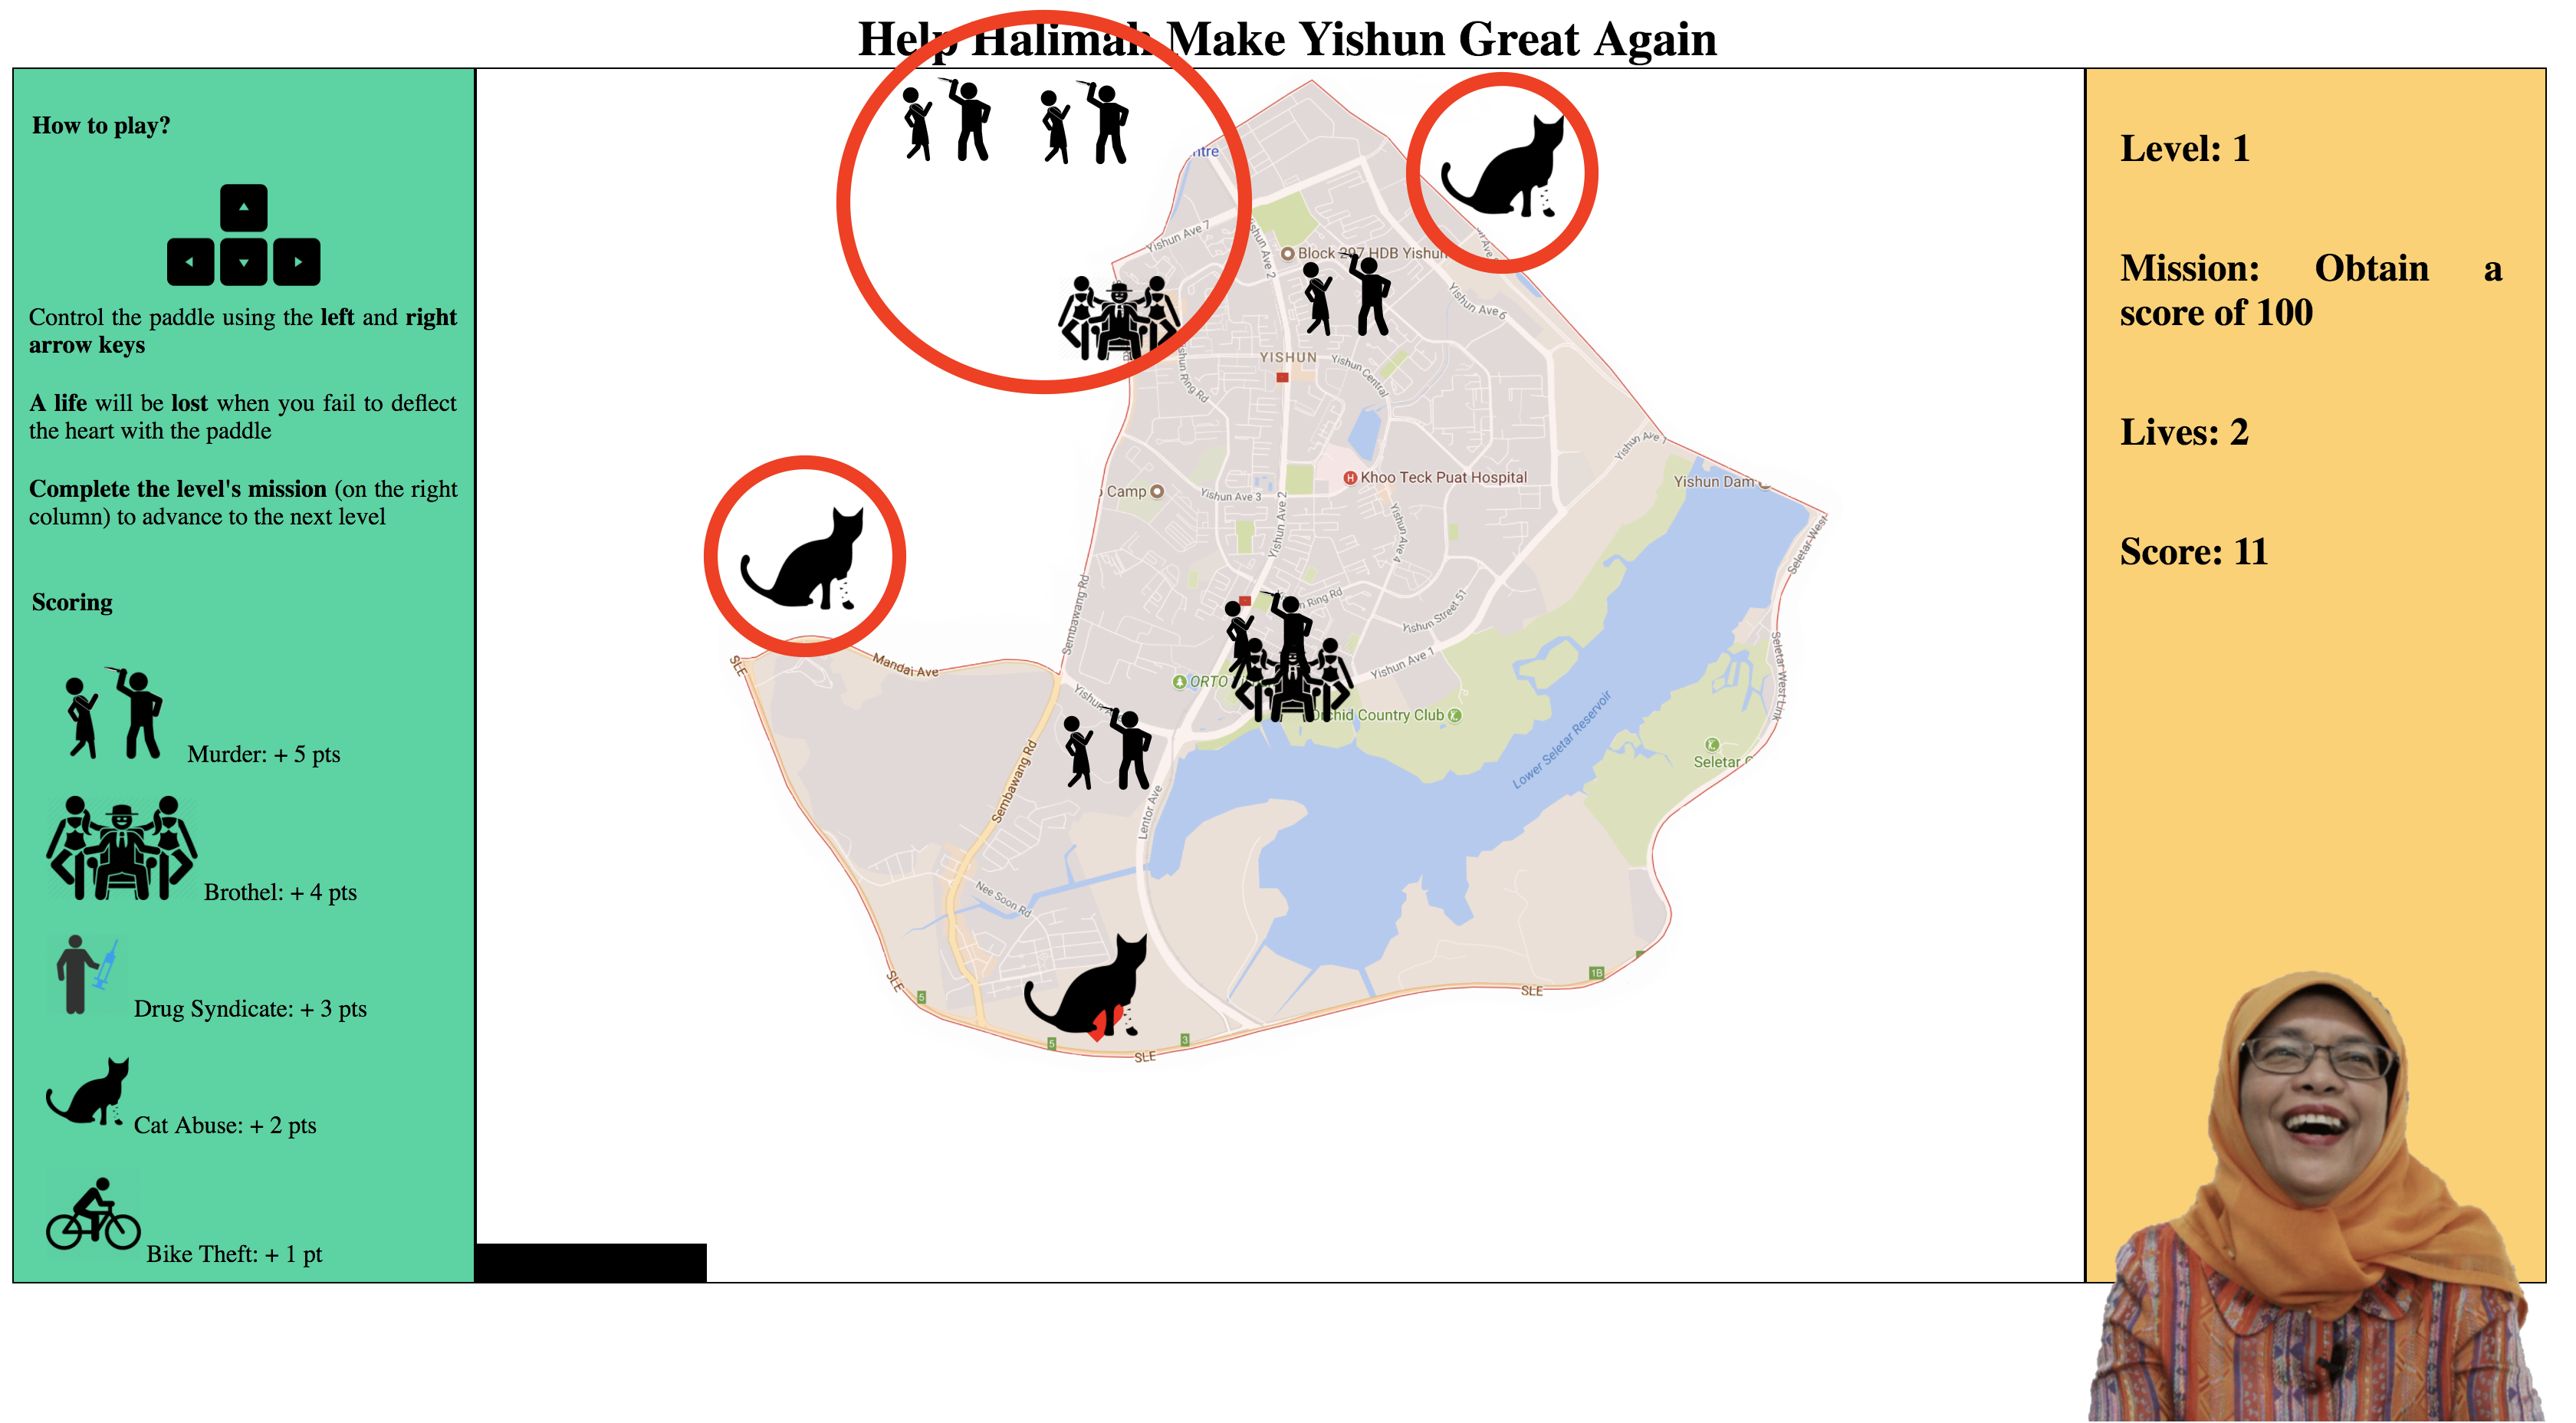 Help Halimah Make Yishun Great Again
How to play?
Control the paddle using the left and right
arrow keys
A life will be lost when you fail to deflect
the heart with the paddle
Complete the level's mission (on the right
column) to advance to the next level
Scoring
Murder: + 5 pts
Brothel: + 4 pts
Drug Syndicate: + 3 pts
Cat Abuse: + 2 pts
Bike Theft: + 1 pt
Yishun Ave 7
Yishun Ave 2
Block 297 HDB Yishun
Yishun Ave 6
YISHUN
Yishun Central
Yishun Ave 1
Khoo Teck Puat Hospital
Yishun Dam
Camp
Yishun Ave 3
Yishun Ave 2
Yishun Ave 4
Seletar West
Sembawang Rd
Ring Rd
Yishun Street 51
SLE
Mandai Ave
Yishun Ave 1
Seletar West Link
ORTO
Orchid Country Club
Lower Seletar Reservoir
Seletar
Sembawang Rd
Lentor Ave
Nee Soon Rd
SLE
5
1B
SLE
5
3
SLE
Level: 1
Mission: Obtain a
score of 100
Lives: 2
Score: 11